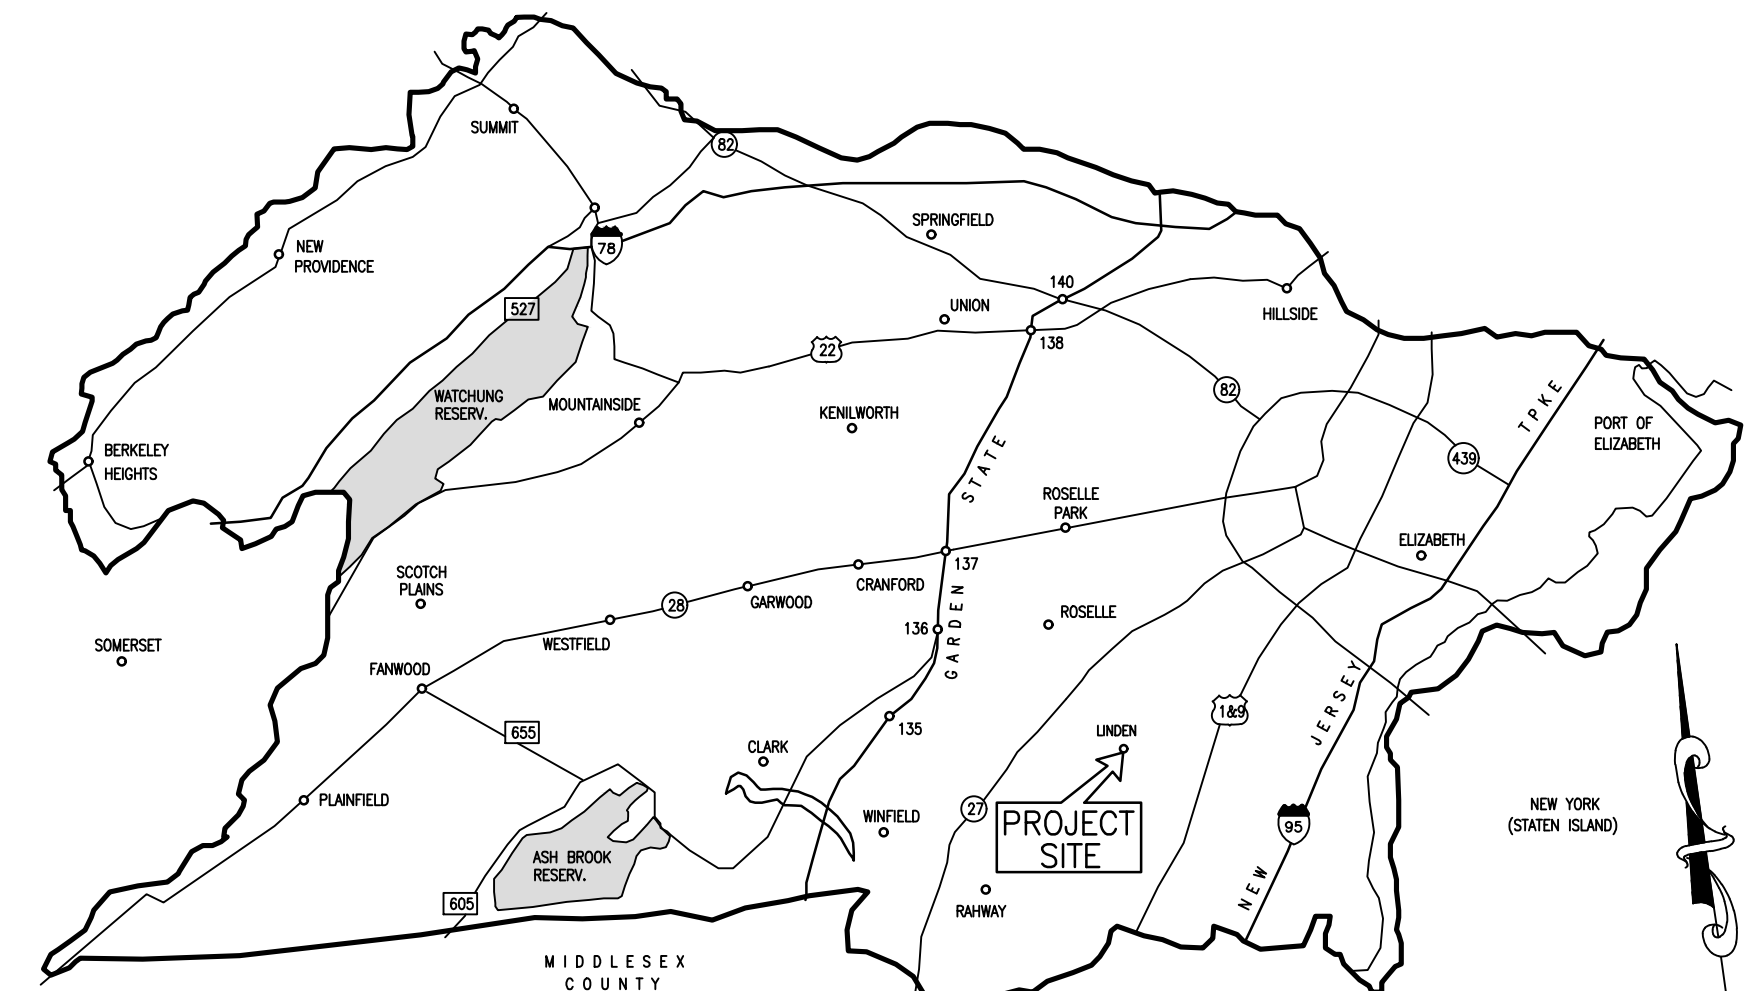 SUMMIT
82
NEW
PROVIDENCE
78
SPRINGFIELD
527
140
UNION
138
HILLSIDE
22
WATCHUNG
RESERV.
MOUNTAINSIDE
KENILWORTH
82
439
PORT OF
ELIZABETH
BERKELEY
HEIGHTS
ROSELLE
PARK
ELIZABETH
SCOTCH
PLAINS
137
CRANFORD
GARWOOD
28
136
GARDEN STATE
ROSELLE
SOMERSET
WESTFIELD
FANWOOD
655
135
1&9
NEW JERSEY TPKE
LINDEN
CLARK
PLAINFIELD
WINFIELD
27
PROJECT
SITE
95
NEW YORK
(STATEN ISLAND)
ASH BROOK
RESERV.
605
RAHWAY
MIDDLESEX
COUNTY